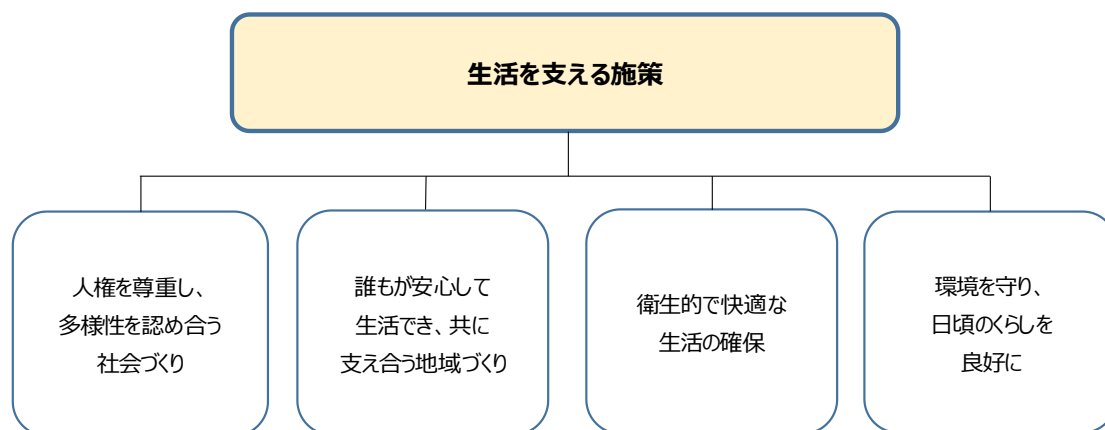 生活を支える施策
人権を尊重し、
多様性を認め合う
社会づくり
誰もが安心して
生活でき、共に
支え合う地域づくり
衛生的で快適な
生活の確保
環境を守り、
日頃のくらしを
良好に